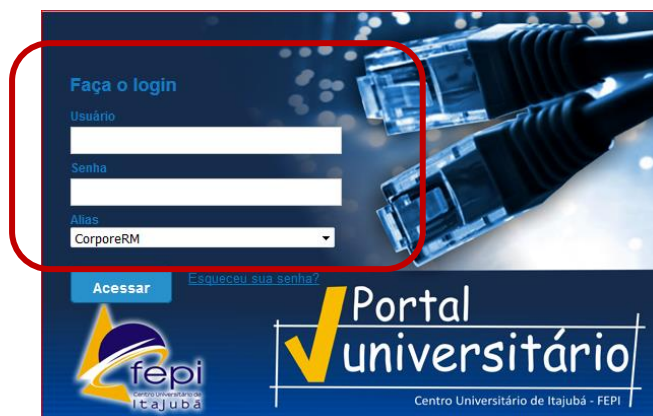 Faça o login
Usuário
Senha
Alias
CorporeRM
Acessar
Esqueceu sua senha?
fepi
Centro Universitário de
Itajubá
Portal
universitário
Centro Universitário de Itajubá - FEPI